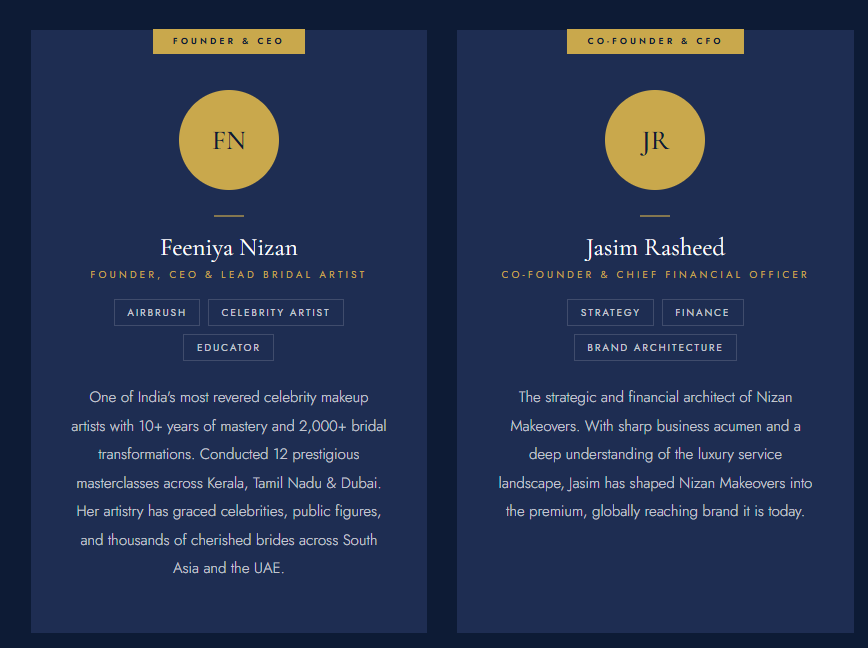 FOUNDER & CEO
FN
Feeniya Nizan
FOUNDER, CEO & LEAD BRIDAL ARTIST
AIRBRUSH
CELEBRITY ARTIST
EDUCATOR
One of India's most revered celebrity makeup
artists with 10+ years of mastery and 2,000+ bridal
transformations. Conducted 12 prestigious
masterclasses across Kerala, Tamil Nadu & Dubai.
Her artistry has graced celebrities, public figures,
and thousands of cherished brides across South
Asia and the UAE.
CO-FOUNDER & CFO
JR
Jasim Rasheed
CO-FOUNDER & CHIEF FINANCIAL OFFICER
STRATEGY
FINANCE
BRAND ARCHITECTURE
The strategic and financial architect of Nizan
Makeovers. With sharp business acumen and a
deep understanding of the luxury service
landscape, Jasim has shaped Nizan Makeovers into
the premium, globally reaching brand it is today.